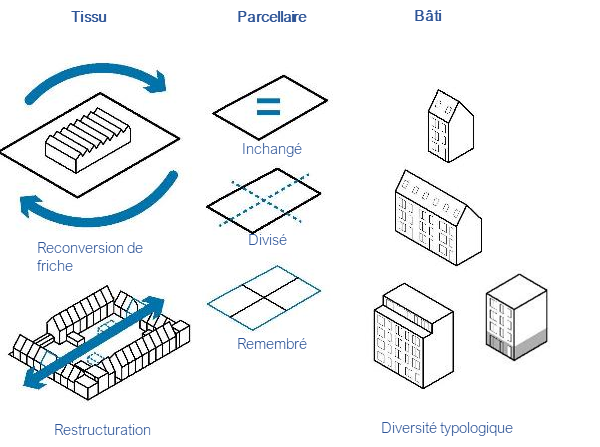 Tissu
Parcellaire
Bâti
Inchangé
Divisé
Reconversion de
friche
Remembré
Restructuration
Diversité typologique